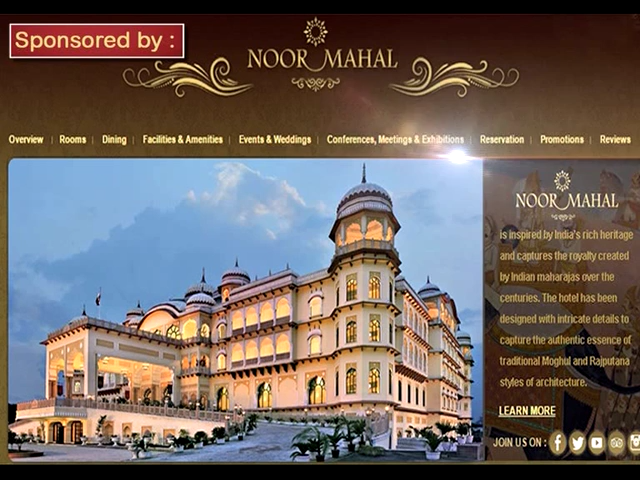 Sponsored by :
NOOR MAHAL
Overview | Rooms | Dining | Facilities & Amenities | Events & Weddings | Conferences, Meetings & Exhibitions | Reservation | Promotions | Reviews
NOOR MAHAL
is inspired by India's rich heritage
and captures the royalty created
by Indian maharajas over the
centuries. The hotel has been
designed with intricate details to
capture the authentic essence of
traditional Moghul and Rajputana
styles of architecture.
LEARN MORE
JOIN US ON :